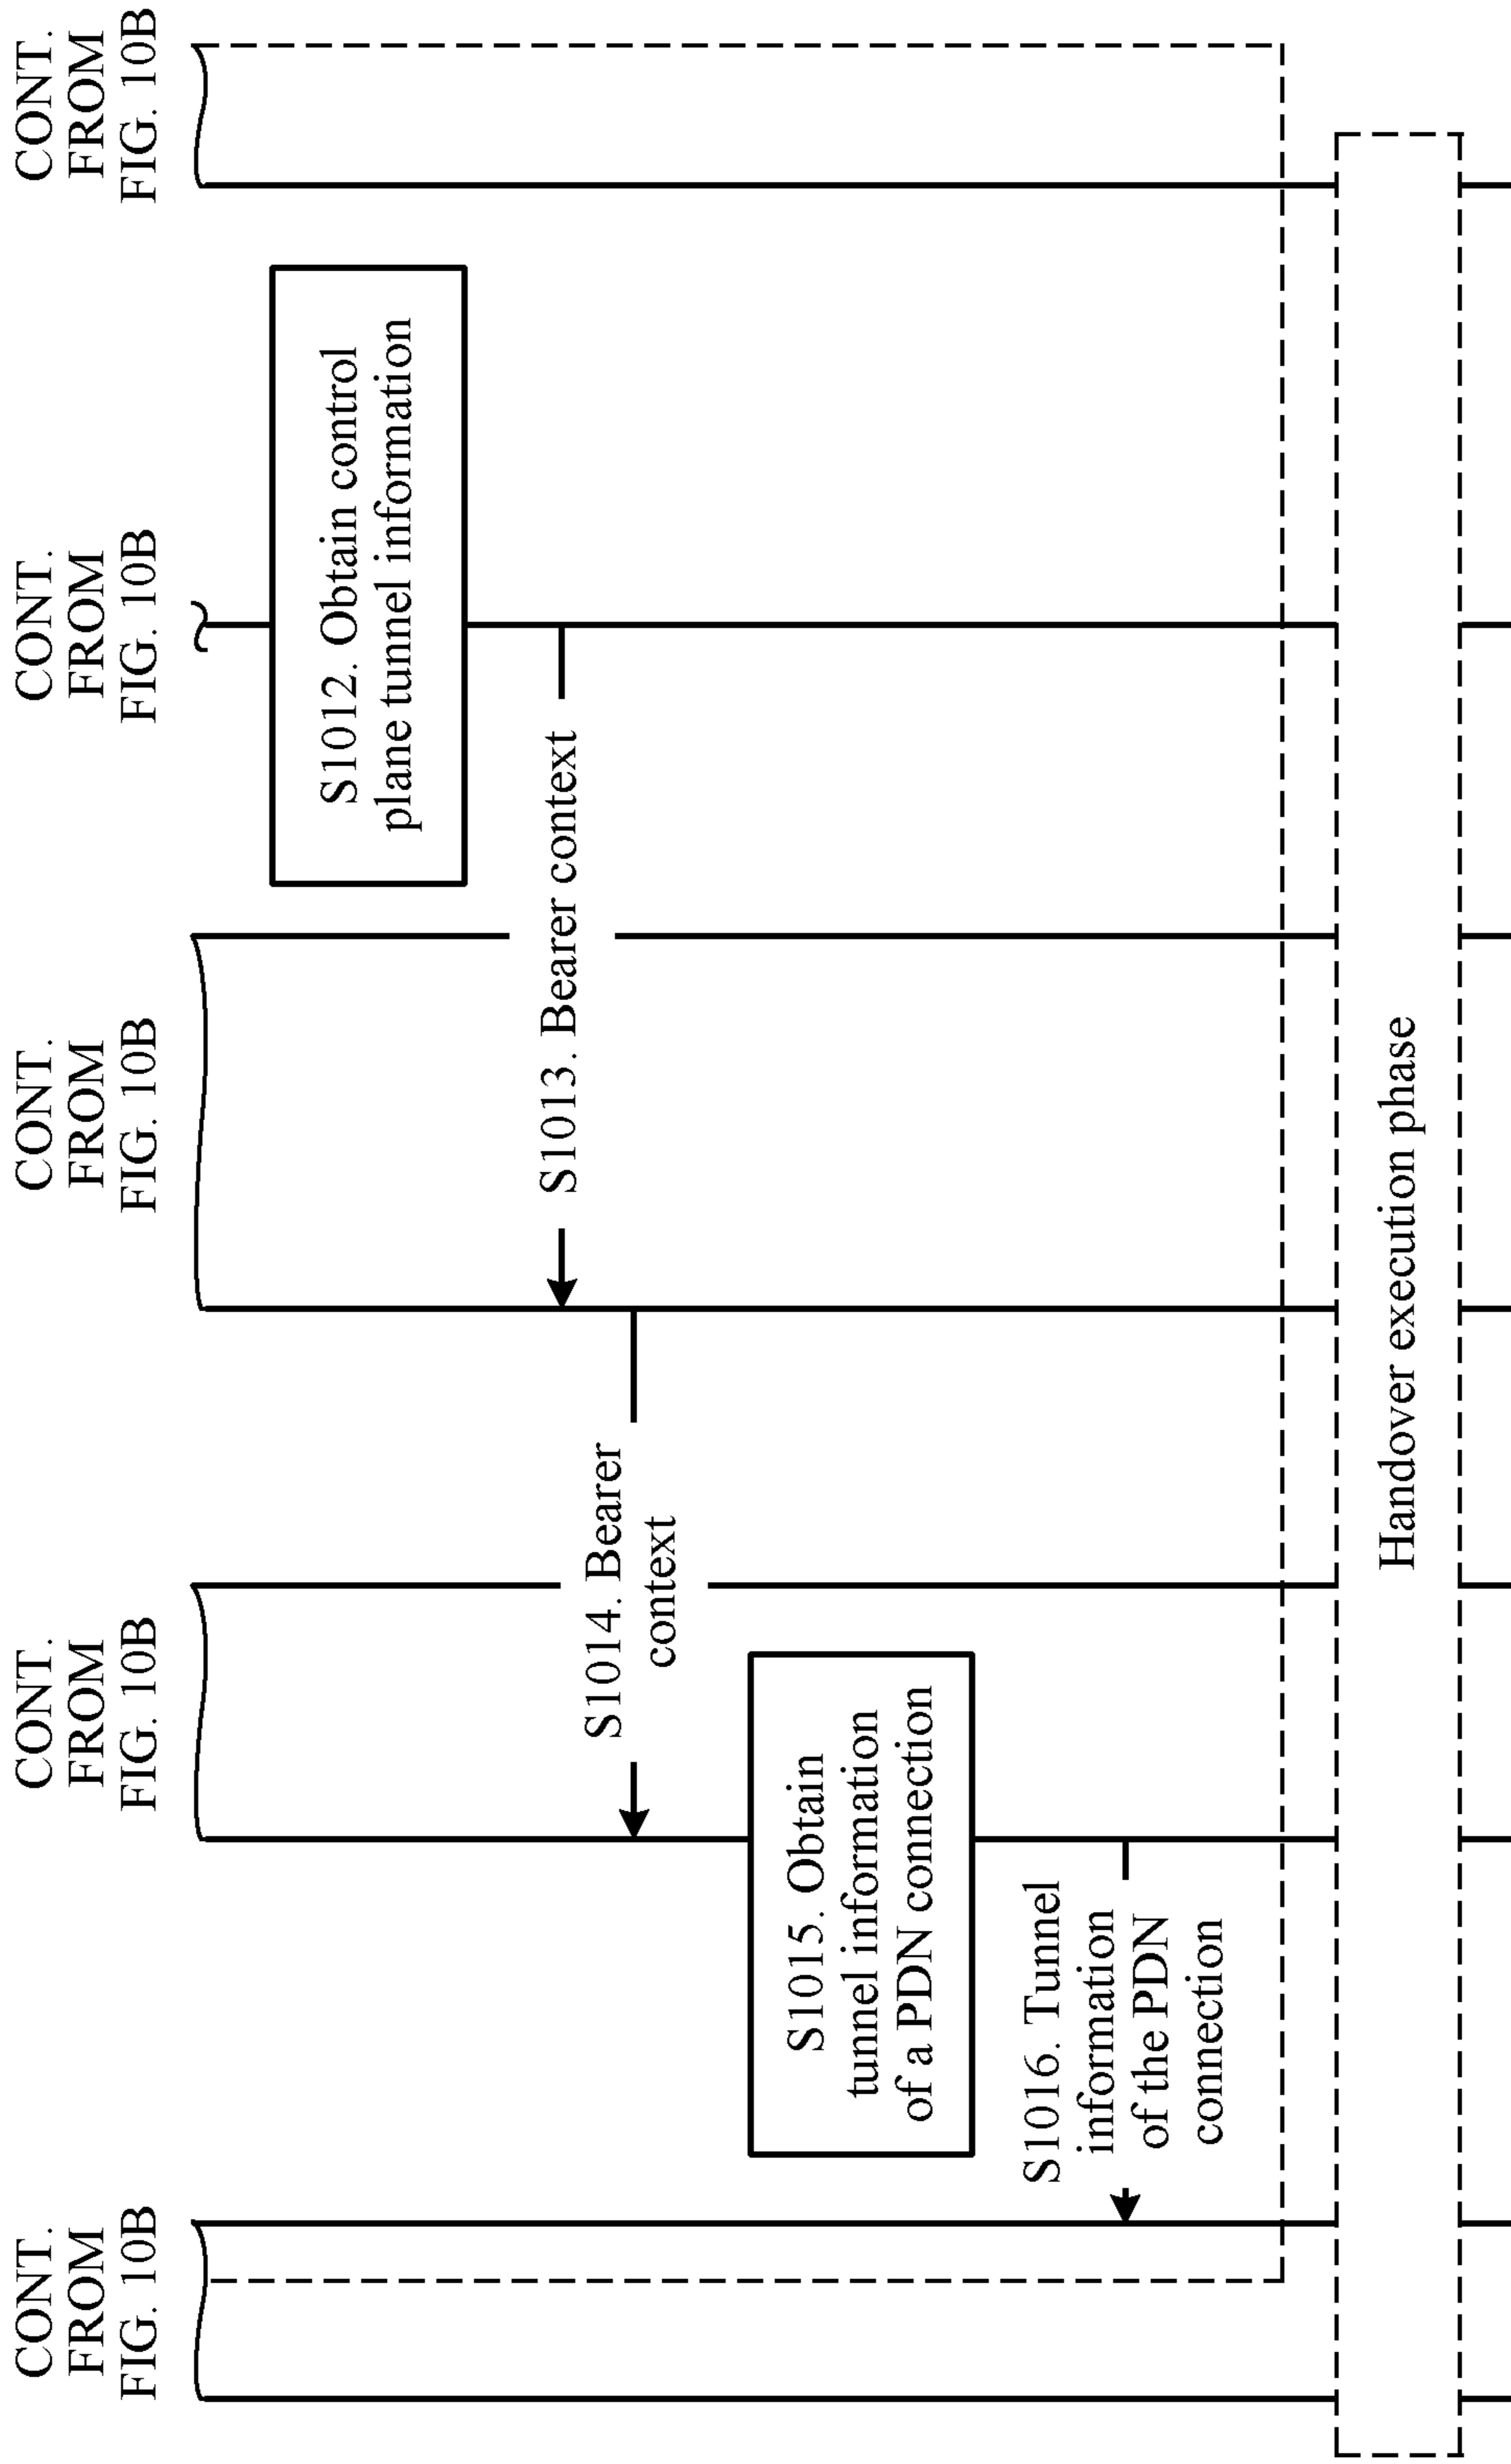 CONT.
FROM
FIG. 10B
CONT.
FROM
FIG. 10B
CONT.
FROM
FIG. 10B
CONT.
FROM
FIG. 10B
CONT.
FROM
FIG. 10B
S1012. Obtain control
plane tunnel information
S1013. Bearer context
S1014. Bearer
context
S1015. Obtain
tunnel information
of a PDN connection
S1016. Tunnel
information
of the PDN
connection
Handover execution phase